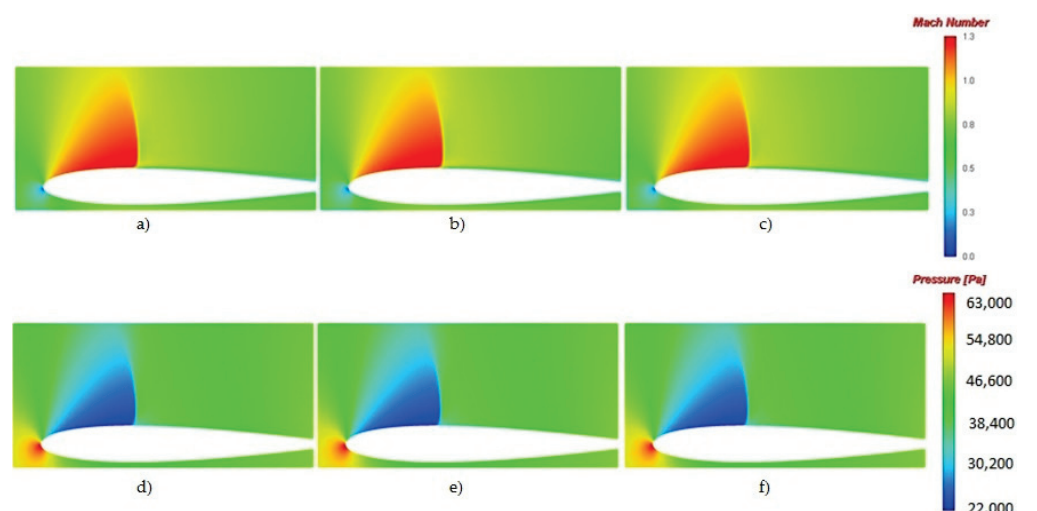 Mach Number
1.3
1.0
0.8
0.5
0.3
0.0
a)
b)
c)
Pressure [Pa]
63,000
54,800
46,600
38,400
30,200
22,000
d)
e)
f)